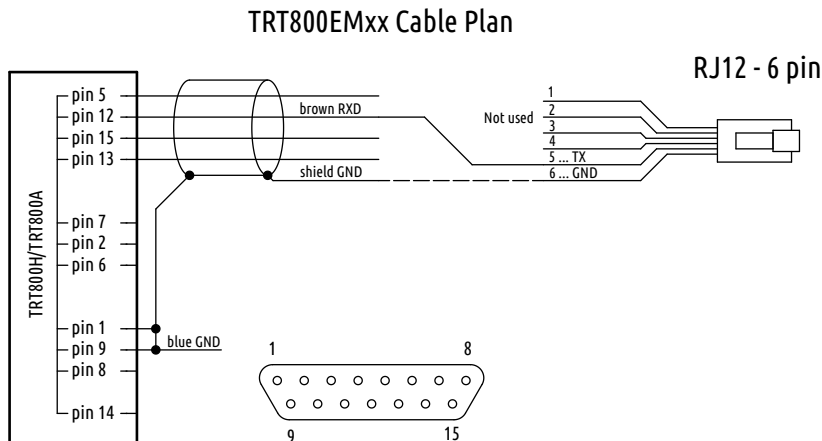 TRT800EMxx Cable Plan
RJ12 - 6 pin
TRT800H/TRT800A
pin 5
pin 12
pin 15
pin 13
pin 7
pin 2
pin 6
pin 1
pin 9
pin 8
pin 14
brown RXD
shield GND
blue GND
Not used
1
2
3
4
5 ... TX
6 ... GND
1
8
9
15